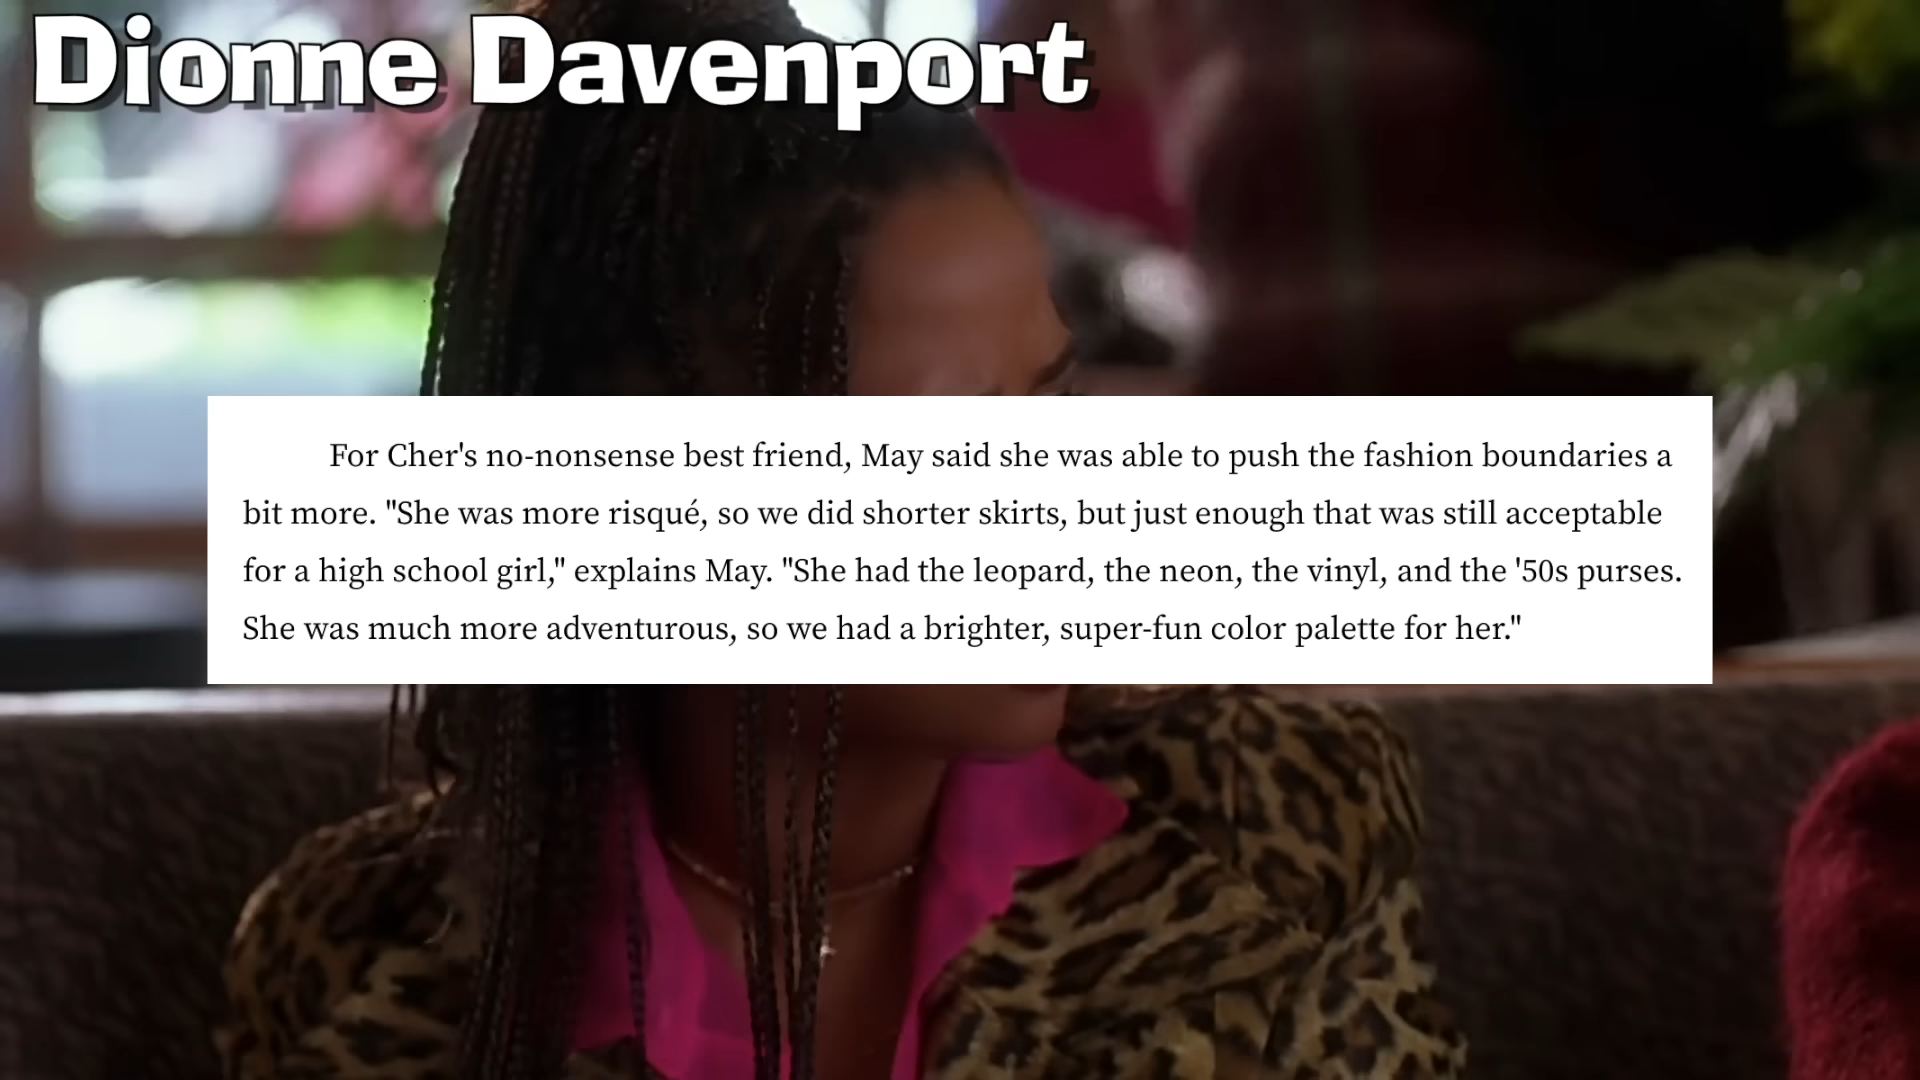 Dionne Davenport
For Cher's no-nonsense best friend, May said she was able to push the fashion boundaries a
bit more. "She was more risqué, so we did shorter skirts, but just enough that was still acceptable
for a high school girl," explains May. "She had the leopard, the neon, the vinyl, and the '50s purses.
She was much more adventurous, so we had a brighter, super-fun color palette for her."